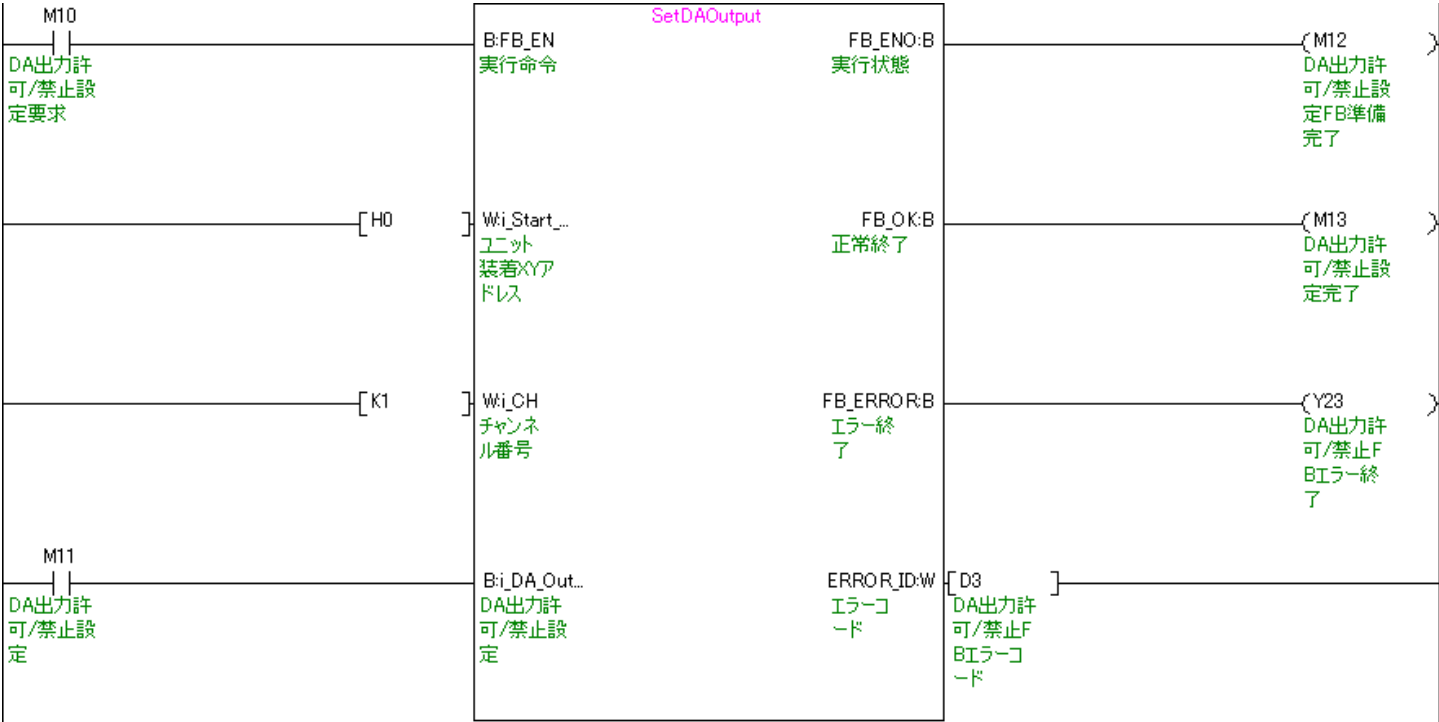 SetDAOutput
M10
DA出力許
可/禁止設
定要求
B:FB_EN
実行命令
FB_ENO:B
実行状態
M12
DA出力許
可/禁止設
定FB準備
完了
H0
W:i_Start_...
ユニット
装着XYア
ドレス
FB_OK:B
正常終了
M13
DA出力許
可/禁止設
定完了
K1
W:i_CH
チャンネ
ル番号
FB_ERROR:B
エラー終
了
Y23
DA出力許
可/禁止F
Bエラー終
了
M11
DA出力許
可/禁止設
定
B:i_DA_Out...
DA出力許
可/禁止設
定
ERROR_ID:W
エラーコ
ード
D3
DA出力許
可/禁止F
Bエラーコ
ード